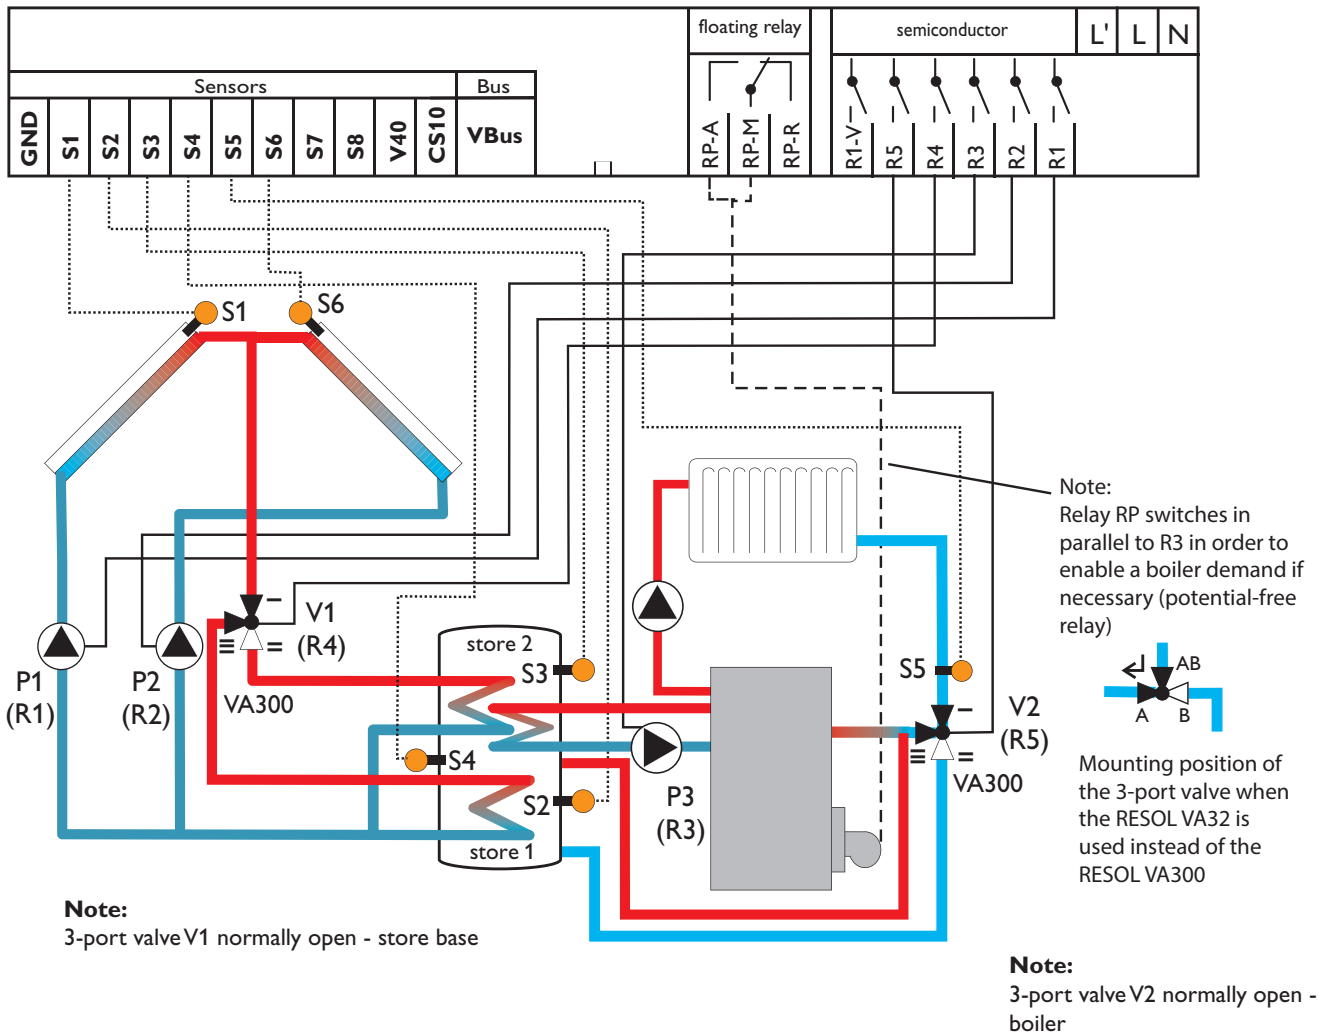 floating relay
semiconductor
L'
L
N
Sensors
Bus
GND
S1
S2
S3
S4
S5
S6
S7
S8
V40
CS10
VBus
RP-A
RP-M
RP-R
R1-V
R5
R4
R3
R2
R1
S1
S6
Note:
Relay RP switches in
parallel to R3 in order to
enable a boiler demand if
necessary (potential-free
relay)
V1
(R4)
VA300
P1
(R1)
P2
(R2)
store 2
S3
S4
S2
store 1
P3
(R3)
S5
V2
(R5)
VA300
AB
A
B
Mounting position of
the 3-port valve when
the RESOL VA32 is
used instead of the
RESOL VA300
Note:
3-port valve V1 normally open - store base
Note:
3-port valve V2 normally open -
boiler